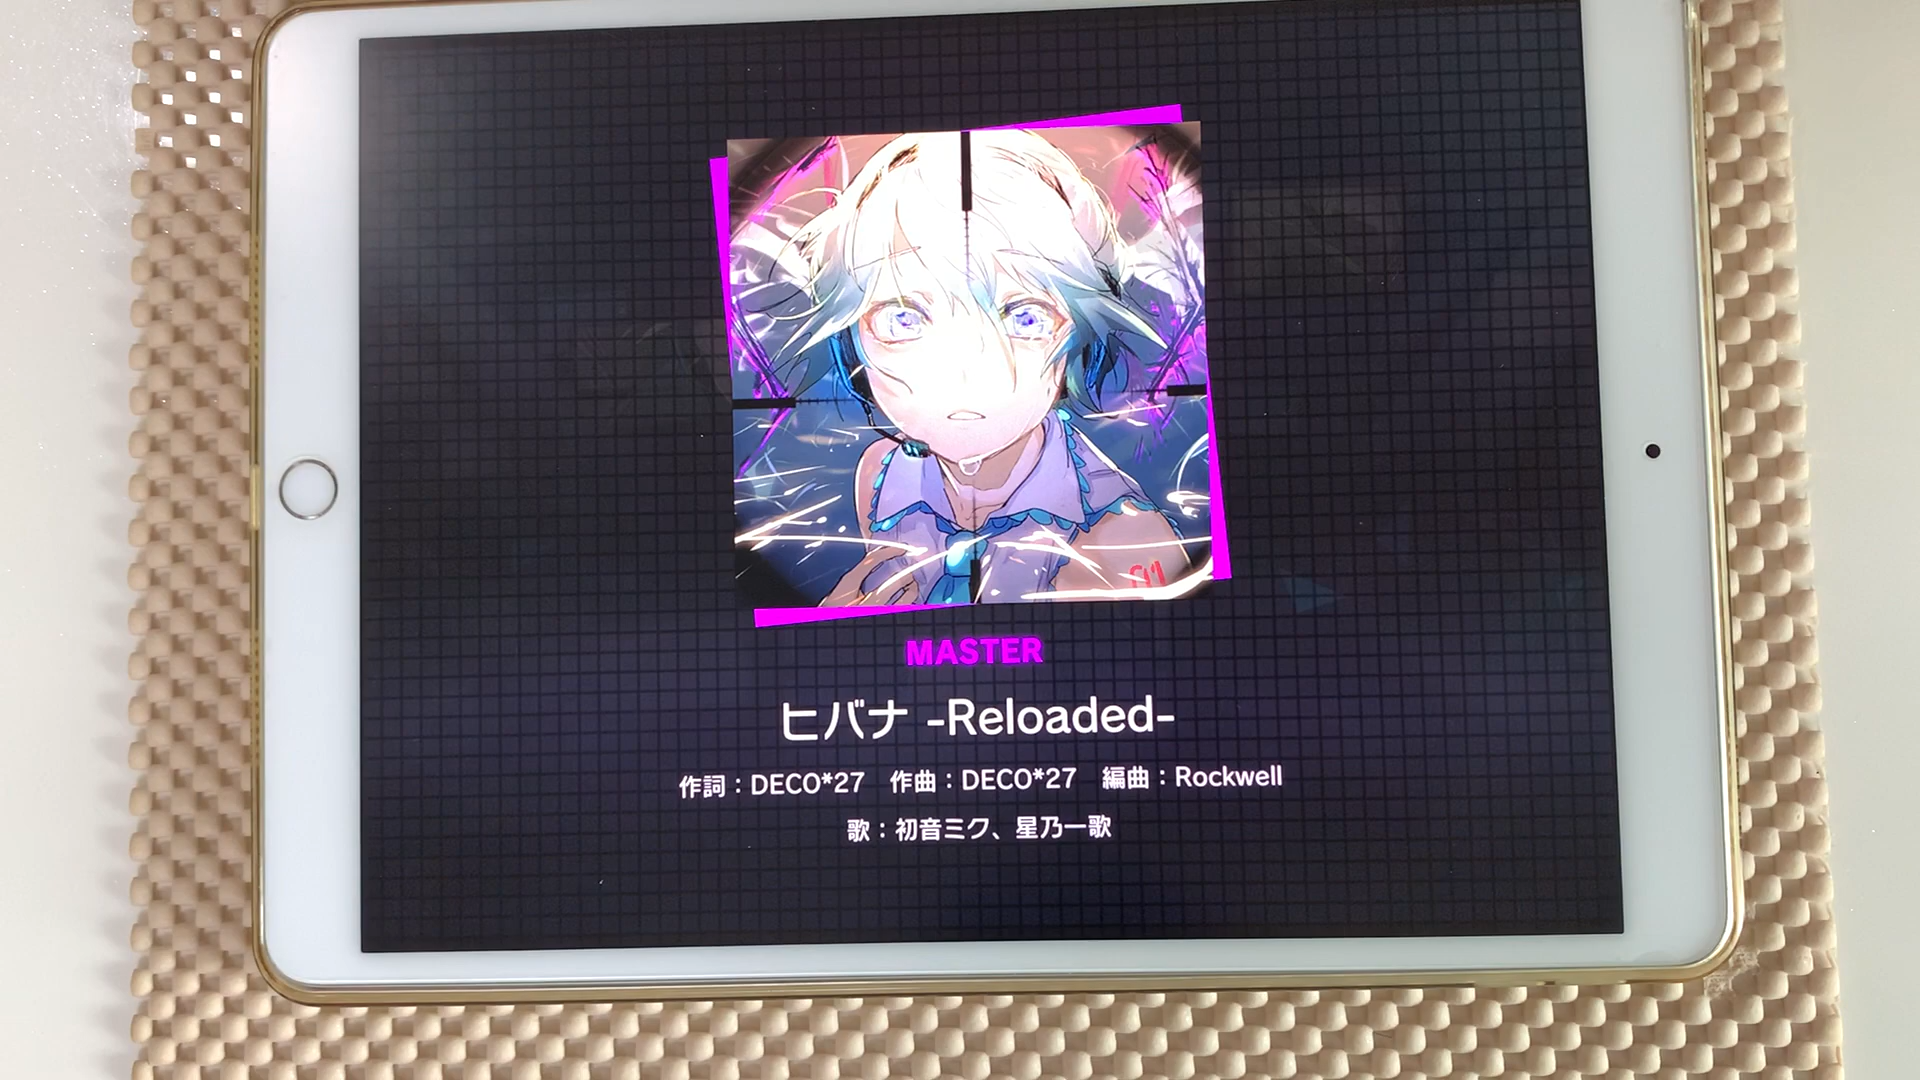 01
MASTER
ヒバナ -Reloaded-
作詞：DECO*27　作曲：DECO*27　編曲：Rockwell
歌：初音ミク、星乃一歌